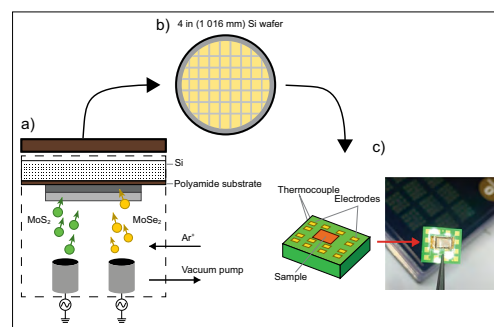 b)
4 in (1 016 mm) Si wafer
a)
Si
Polyamide substrate
MoS₂
MoSe₂
Ar⁺
Vacuum pump
c)
Thermocouple
Electrodes
Sample